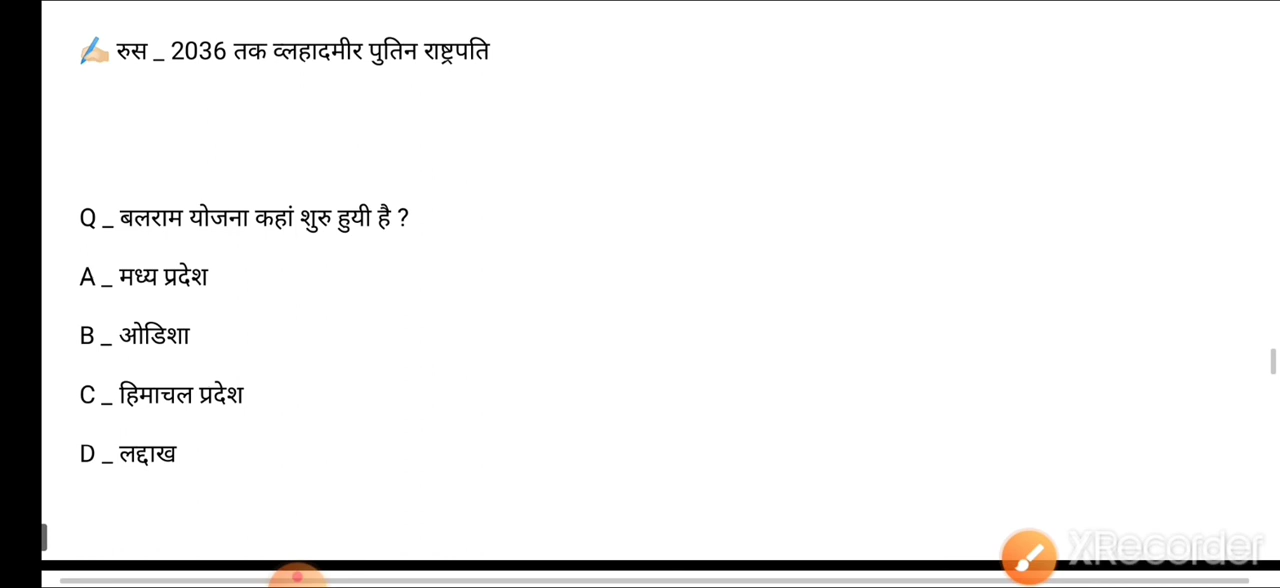 ✍🏻 रुस _ 2036 तक व्लहादमीर पुतिन राष्ट्रपति
Q _ बलराम योजना कहां शुरु हुयी है ?
A _ मध्य प्रदेश
B _ ओडिशा
C _ हिमाचल प्रदेश
D _ लद्दाख
XRecorder